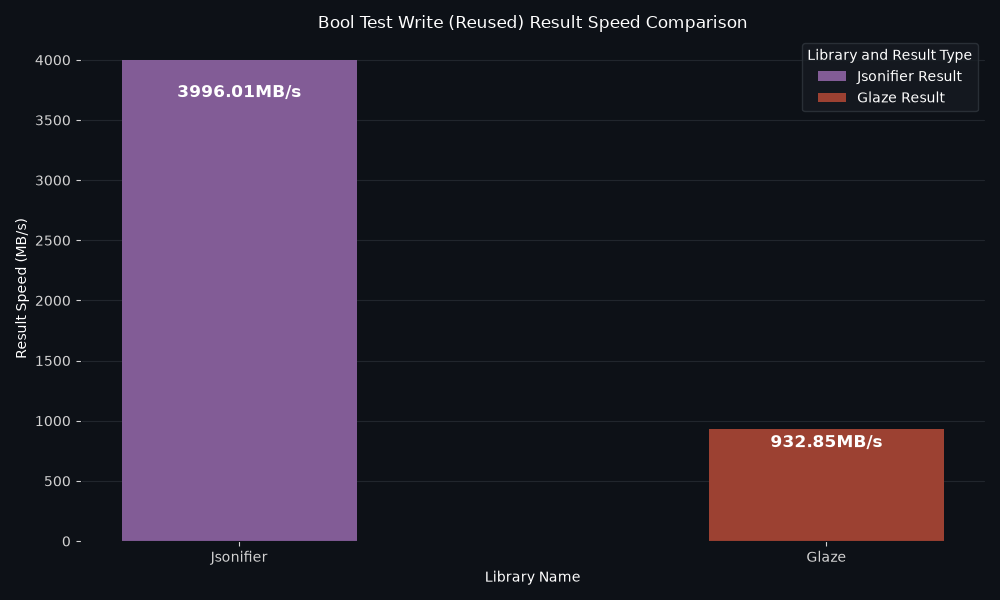 Bool Test Write (Reused) Result Speed Comparison
Library and Result Type
Jsonifier Result
Glaze Result
Result Speed (MB/s)
4000
3500
3000
2500
2000
1500
1000
500
0
3996.01MB/s
932.85MB/s
Jsonifier
Glaze
Library Name